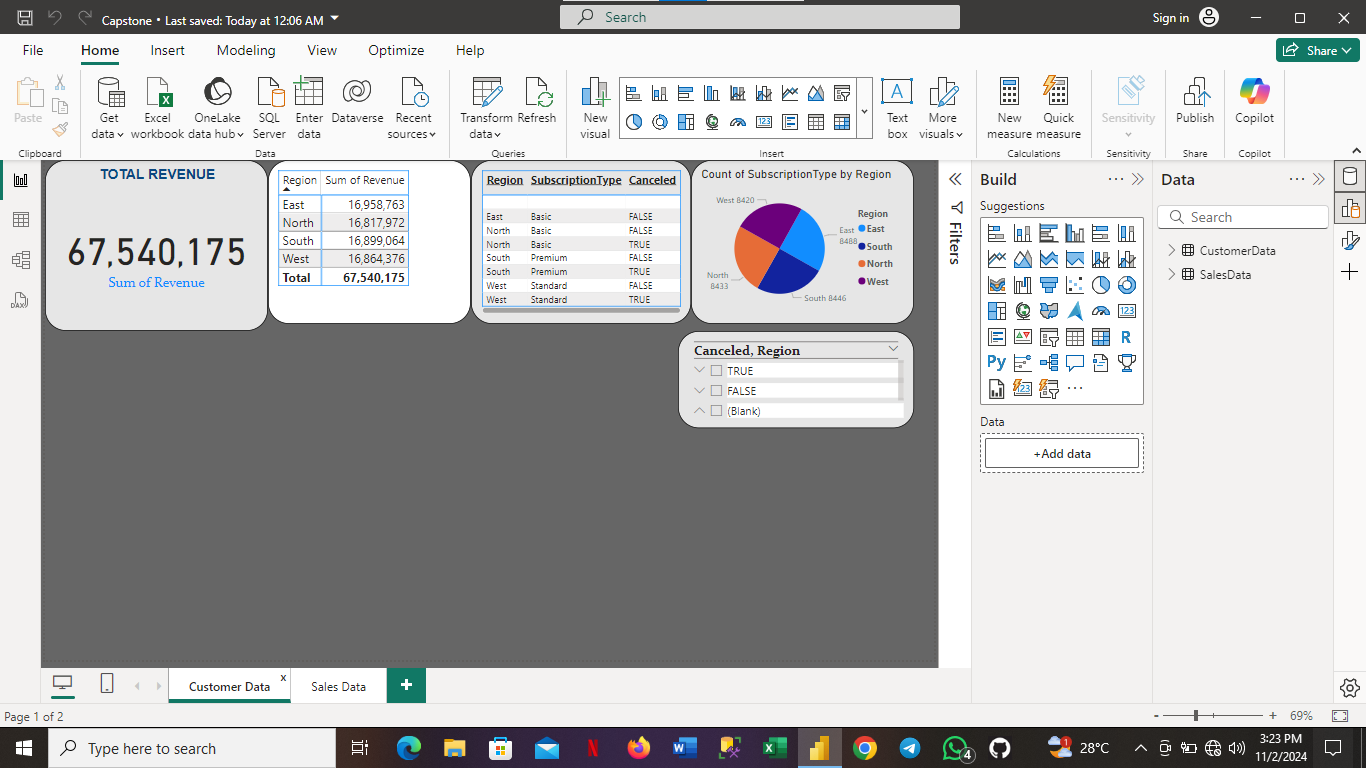 Capstone • Last saved: Today at 12:06 AM
Search
Sign in
File Home Insert Modeling View Optimize Help
Share
Paste
Get data
Excel workbook
OneLake data hub
SQL Server
Enter data
Dataverse
Recent sources
Transform data
Refresh
New visual
Text box
More visuals
New measure
Quick measure
Sensitivity
Publish
Copilot
Clipboard Data Queries Insert Calculations Sensitivity Share Copilot
TOTAL REVENUE
67,540,175
Sum of Revenue
Region Sum of Revenue
East 16,958,763
North 16,817,972
South 16,899,064
West 16,864,376
Total 67,540,175
Region SubscriptionType Canceled
East Basic FALSE
North Basic FALSE
North Basic TRUE
South Premium FALSE
South Premium TRUE
West Standard FALSE
West Standard TRUE
Count of SubscriptionType by Region
West 8420
East 8488
North 8433
South 8446
Region
East
South
North
West
Canceled, Region
TRUE
FALSE
(Blank)
Filters
Build
Suggestions
123
R
Py
123
Data
+Add data
Data
Search
CustomerData
SalesData
Customer Data x
Sales Data
+
Page 1 of 2
- + 69%
Type here to search
4
1
28°C
3:23 PM
11/2/2024